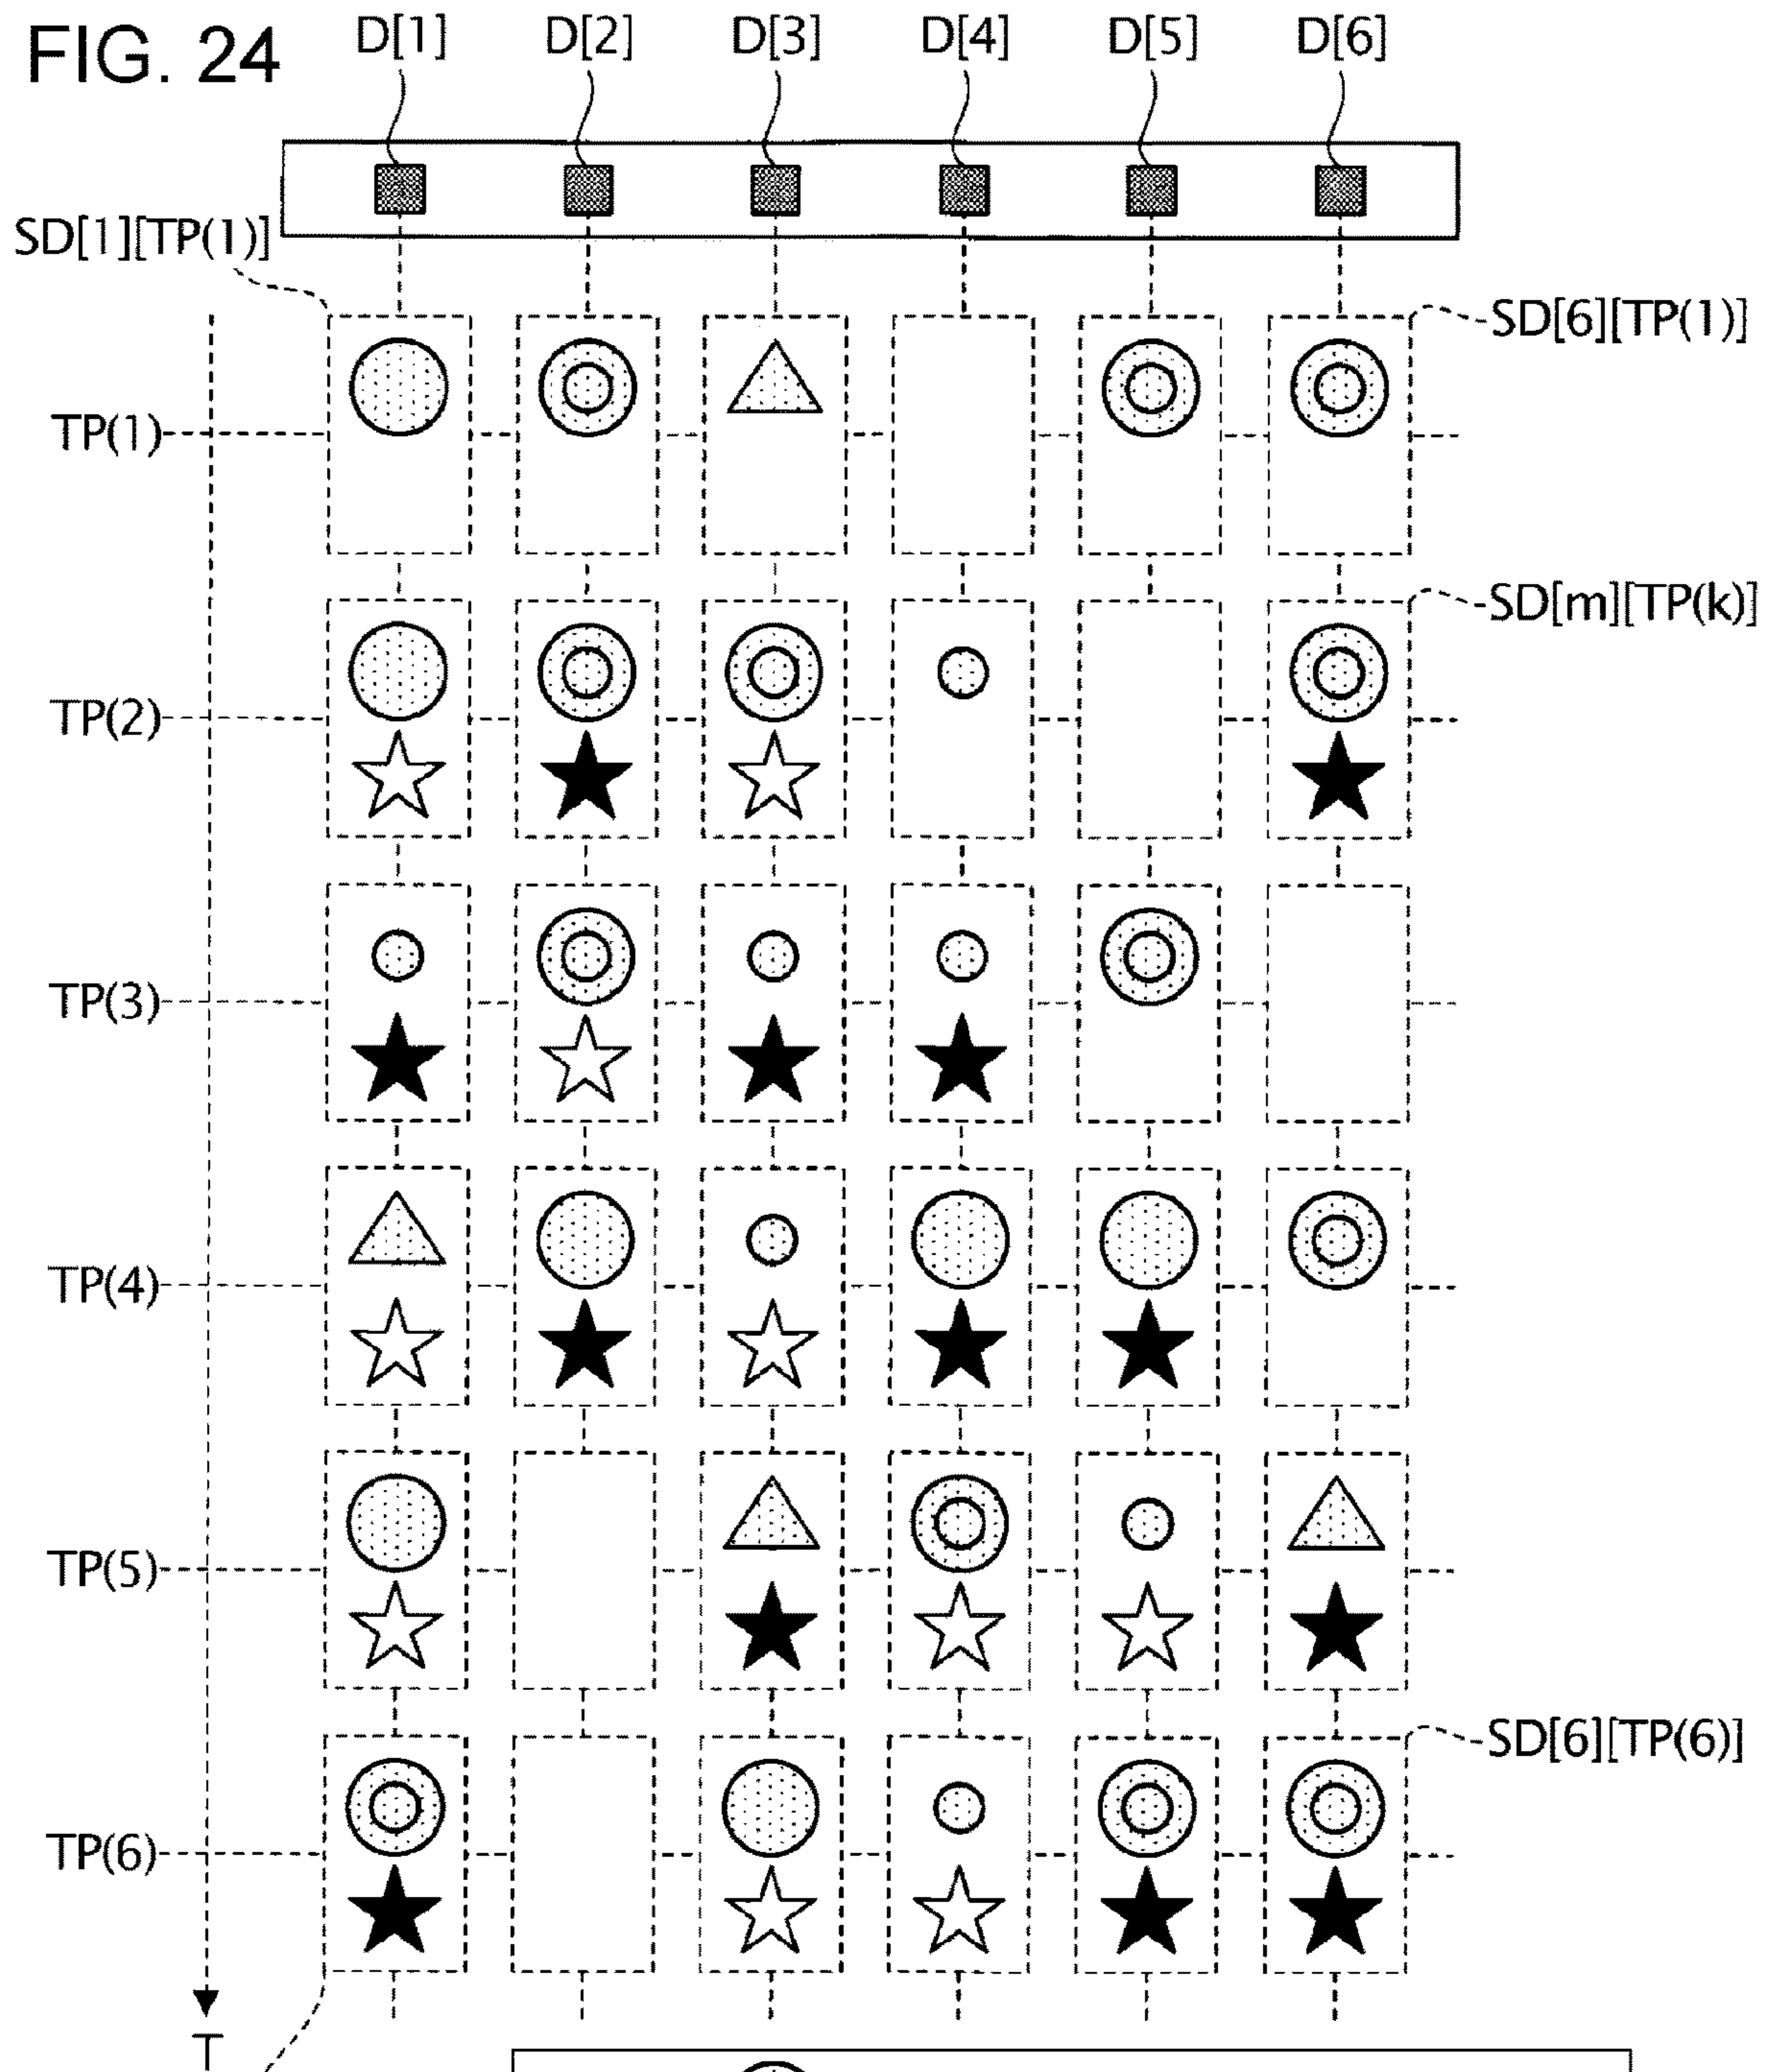 FIG. 24
D[1] D[2] D[3] D[4] D[5] D[6]
SD[1][TP(1)]
SD[6][TP(1)]
TP(1)
SD[m][TP(k)]
TP(2)
TP(3)
TP(4)
TP(5)
SD[6][TP(6)]
TP(6)
T